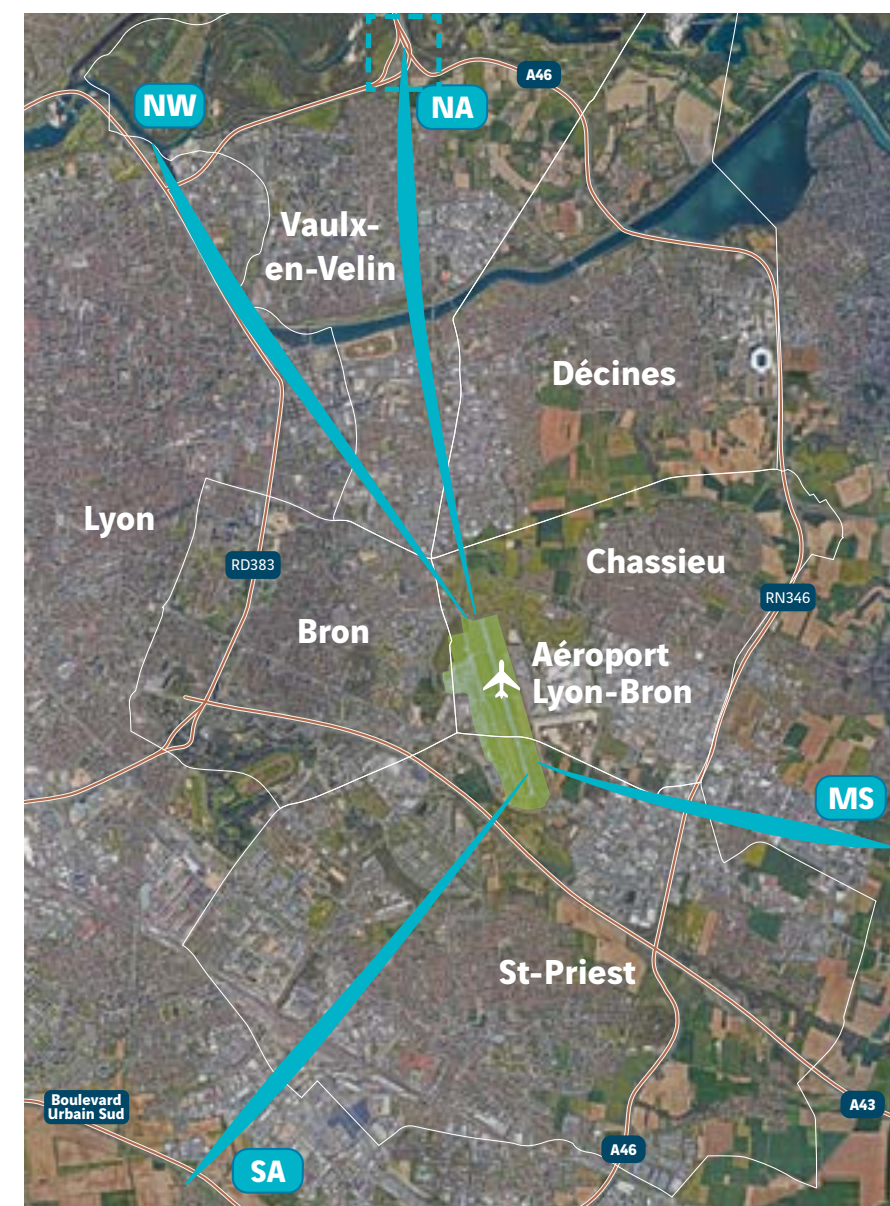 NW
NA
A46
Vaulx-
en-Velin
Décines
Lyon
Chassieu
RD383
RN346
Bron
Aéroport
Lyon-Bron
MS
St-Priest
Boulevard
Urbain Sud
A43
A46
SA